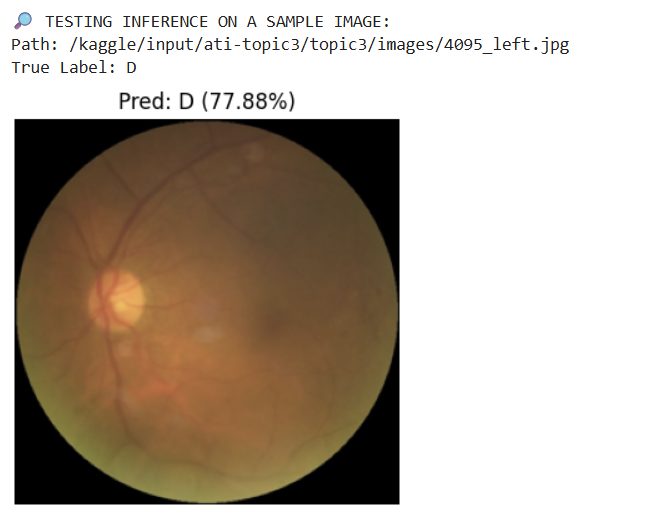 🔎 TESTING INFERENCE ON A SAMPLE IMAGE:
Path: /kaggle/input/ati-topic3/topic3/images/4095_left.jpg
True Label: D
Pred: D (77.88%)